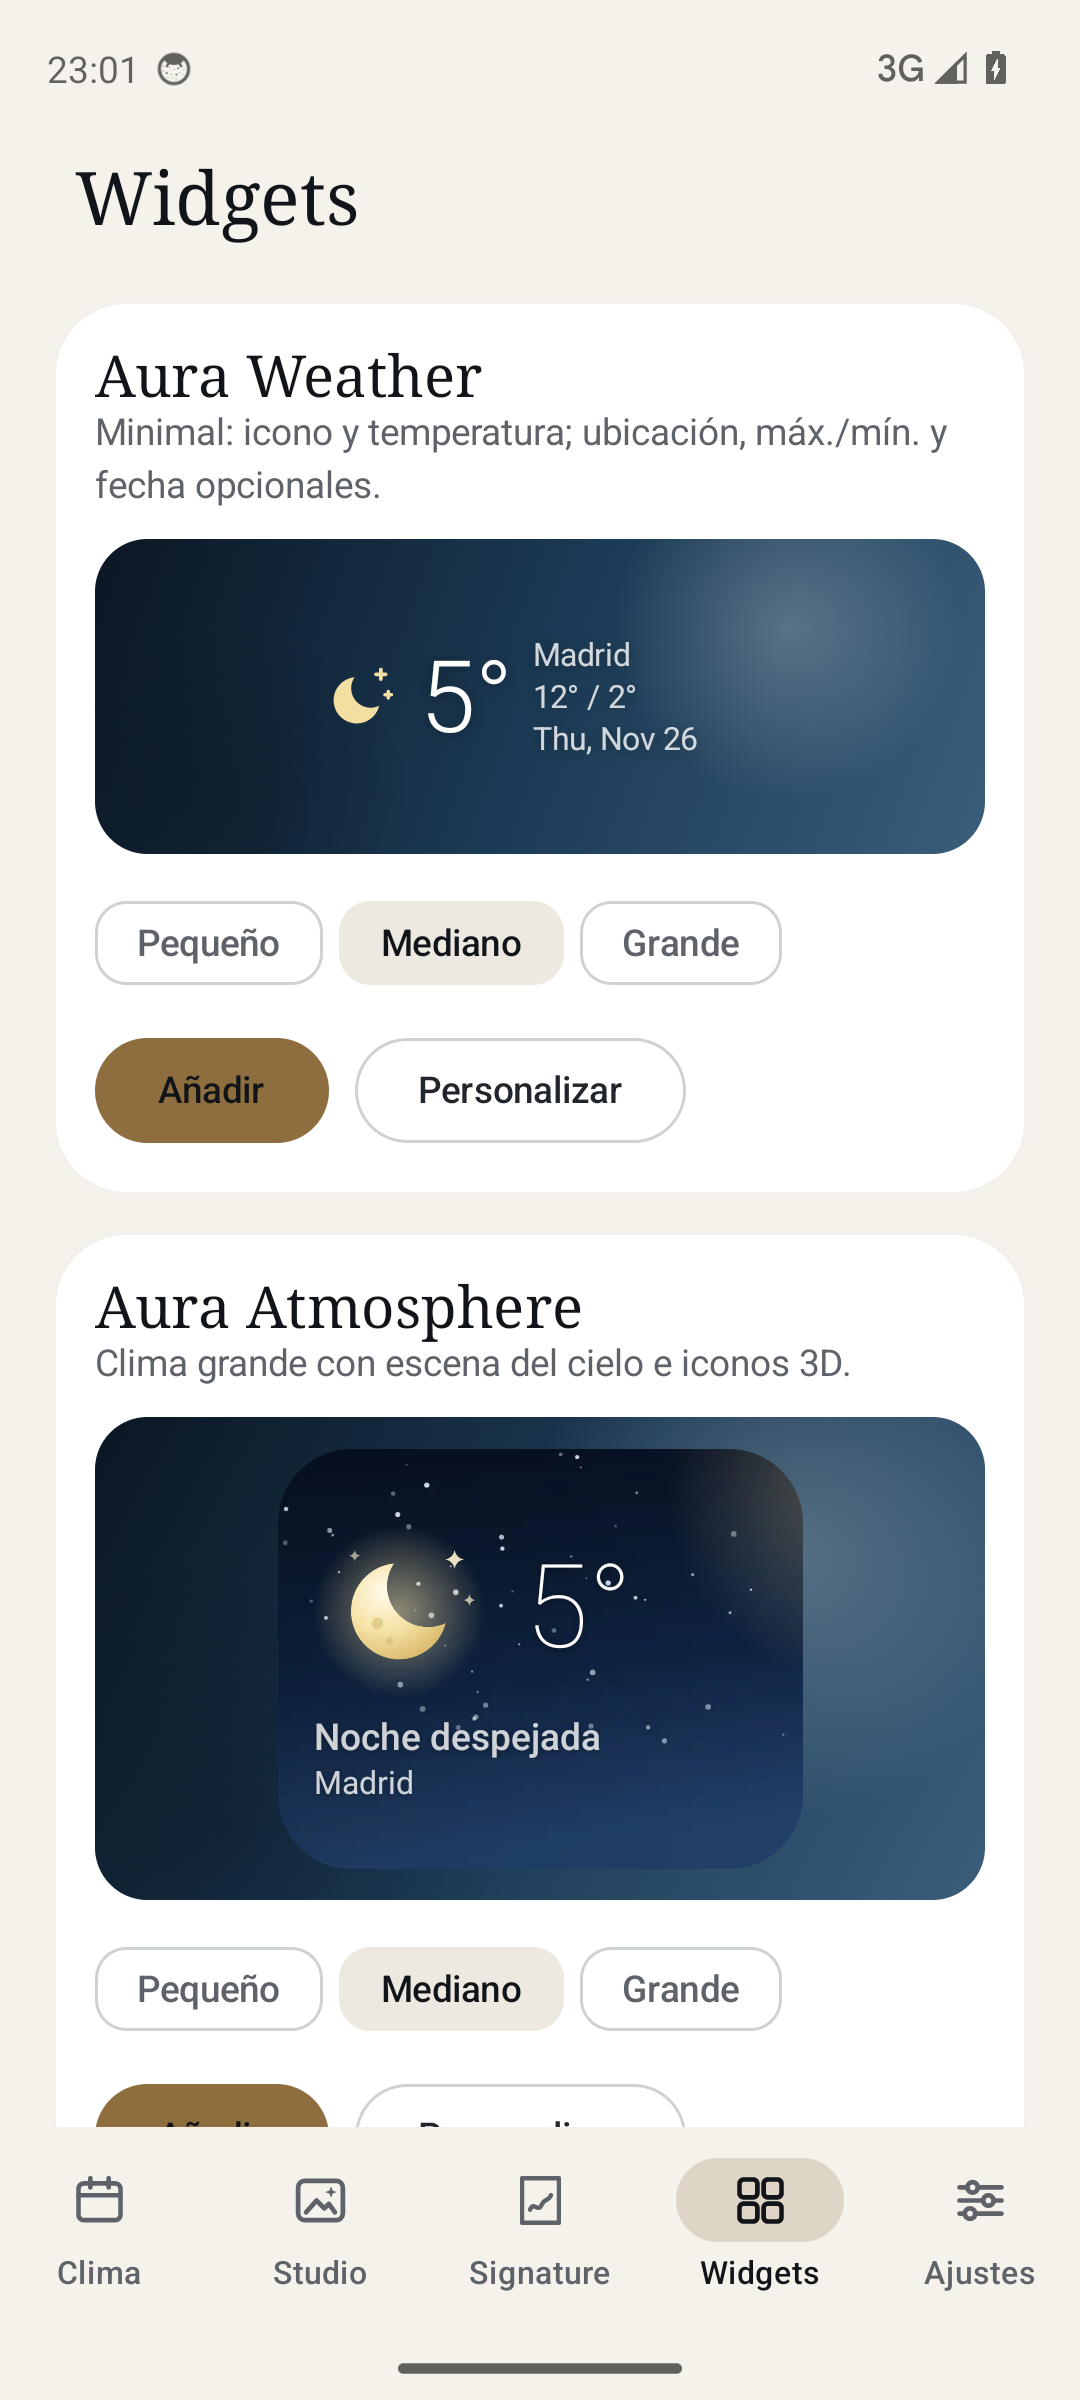 23:01
3G
Widgets
Aura Weather
Minimal: icono y temperatura; ubicación, máx./mín. y
fecha opcionales.
5°
Madrid
12° / 2°
Thu, Nov 26
Pequeño
Mediano
Grande
Añadir
Personalizar
Aura Atmosphere
Clima grande con escena del cielo e iconos 3D.
5°
Noche despejada
Madrid
Pequeño
Mediano
Grande
Clima
Studio
Signature
Widgets
Ajustes